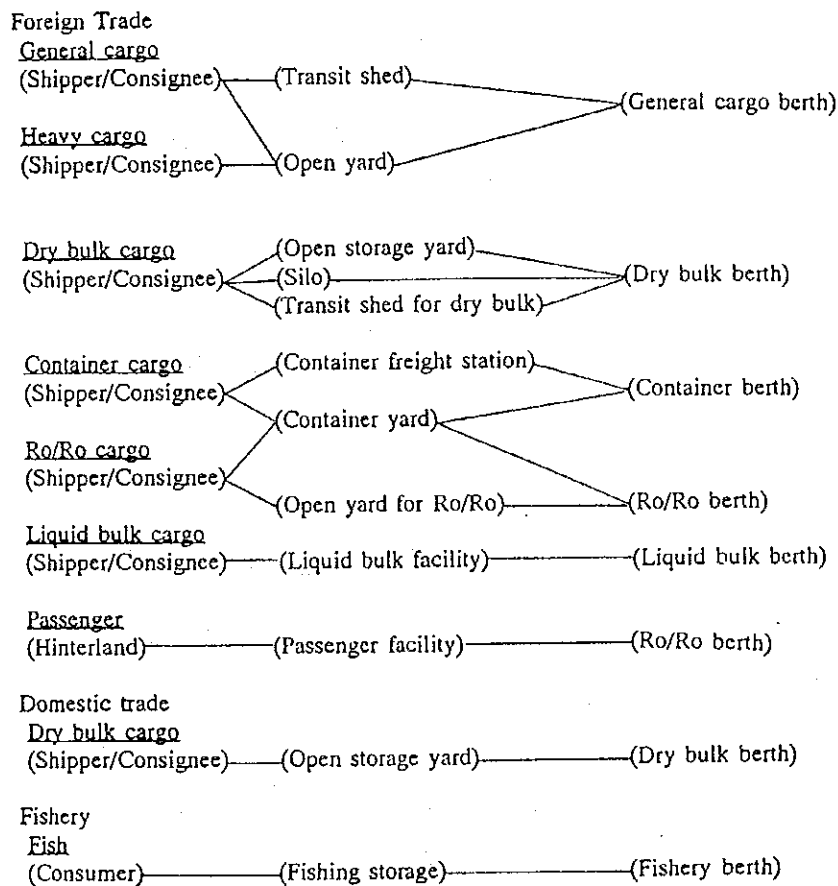 Foreign Trade
General cargo
(Shipper/Consignee) (Transit shed)
(General cargo berth)
Heavy cargo
(Shipper/Consignee) (Open yard)
Dry bulk cargo (Open storage yard)
(Shipper/Consignee) (Silo) (Dry bulk berth)
(Transit shed for dry bulk)
Container cargo (Container freight station)
(Shipper/Consignee) (Container berth)
(Container yard)
Ro/Ro cargo
(Shipper/Consignee)
(Open yard for Ro/Ro) (Ro/Ro berth)
Liquid bulk cargo
(Shipper/Consignee) (Liquid bulk facility) (Liquid bulk berth)
Passenger
(Hinterland) (Passenger facility) (Ro/Ro berth)
Domestic trade
Dry bulk cargo
(Shipper/Consignee) (Open storage yard) (Dry bulk berth)
Fishery
Fish
(Consumer) (Fishing storage) (Fishery berth)